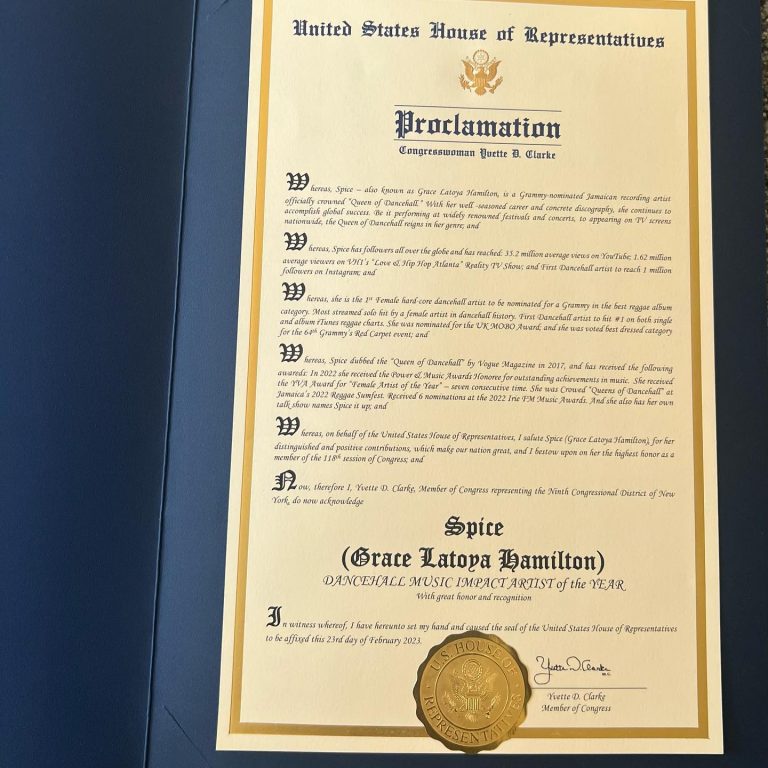 United States House of Representatives
Proclamation
Congresswoman Yvette D. Clarke
Whereas, Spice – also known as Grace Latoya Hamilton, is a Grammy-nominated Jamaican recording artist
officially crowned "Queen of Dancehall." With her well -seasoned career and concrete discography, she continues to
accomplish global success. Be it performing at widely renowned festivals and concerts, to appearing on TV screens
nationwide, the Queen of Dancehall reigns in her genre; and
Whereas, Spice has followers all over the globe and has reached: 35.2 million average views on YouTube; 1.62 million
average viewers on VH1's "Love & Hip Hop Atlanta" Reality TV Show; and First Dancehall artist to reach 1 million
followers on Instagram; and
Whereas, she is the 1st Female hard-core dancehall artist to be nominated for a Grammy in the best reggae album
category. Most streamed solo hit by a female artist in dancehall history. First Dancehall artist to hit #1 on both single
and album iTunes reggae charts. She was nominated for the UK MOBO Award; and she was voted best dressed category
for the 64th Grammy's Red Carpet event; and
Whereas, Spice dubbed the "Queen of Dancehall" by Vogue Magazine in 2017, and has received the following
awareds: In 2022 she received the Power & Music Awards Honoree for outstanding achievements in music. She received
the YVA Award for "Female Artist of the Year" – seven consecutive time. She was Crowed "Queens of Dancehall" at
Jamaica's 2022 Reggae Sumfest. Received 6 nominations at the 2022 Irie FM Music Awards. And she also has her own
talk show names Spice it up; and
Whereas, on behalf of the United States House of Representatives, I salute Spice (Grace Latoya Hamilton), for her
distinguished and positive contributions, which make our nation great, and I bestow upon on her the highest honor as a
member of the 118th session of Congress; and
Now, therefore I, Yvette D. Clarke, Member of Congress representing the Ninth Congressional District of New
York, do now acknowledge
Spice
(Grace Latoya Hamilton)
DANCEHALL MUSIC IMPACT ARTIST of the YEAR
With great honor and recognition
In witness whereof, I have hereunto set my hand and caused the seal of the United States House of Representatives
to be affixed this 23rd day of February 2023.
U.S. HOUSE OF
REPRESENTATIVES
Yvette D. Clarke
M.C.
Yvette D. Clarke
Member of Congress